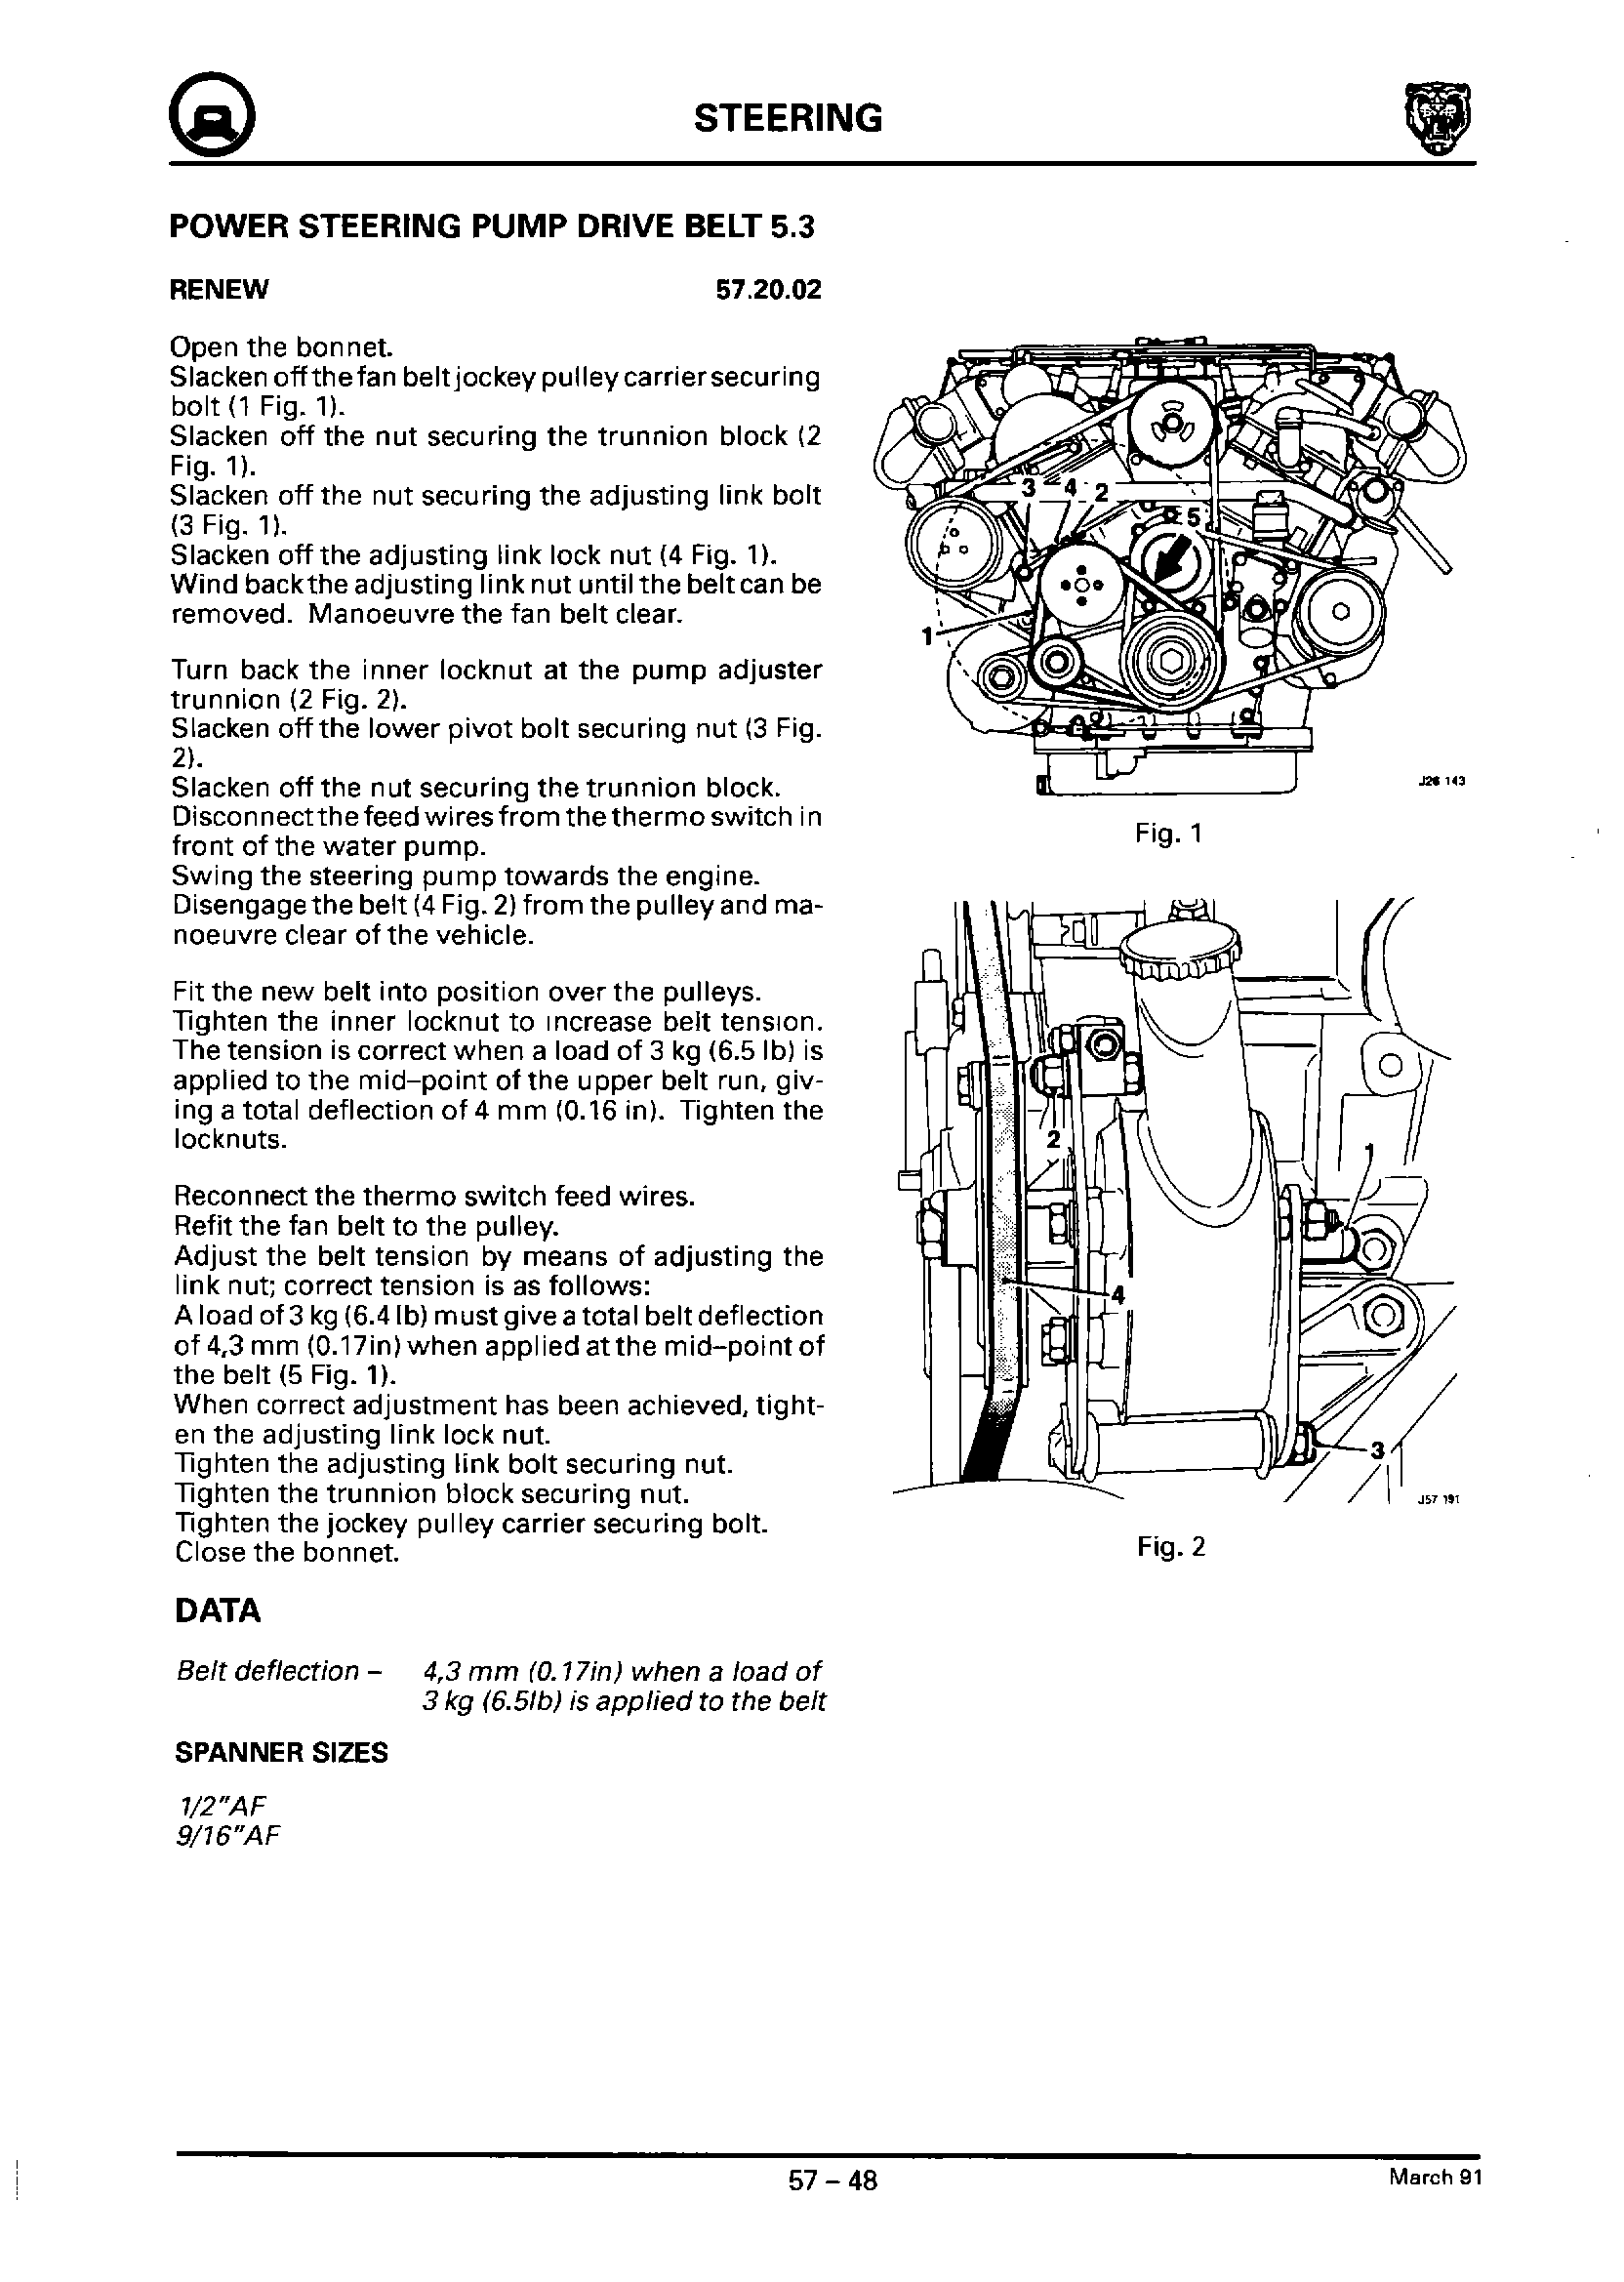 STEERING
POWER STEERING PUMP DRIVE BELT 5.3
RENEW 57.20.02
Open the bonnet.
Slacken off the fan belt jockey pulley carrier securing
bolt (1 Fig. 1).
Slacken off the nut securing the trunnion block (2
Fig. 1).
Slacken off the nut securing the adjusting link bolt
(3 Fig. 1).
Slacken off the adjusting link lock nut (4 Fig. 1).
Wind back the adjusting link nut until the belt can be
removed. Manoeuvre the fan belt clear.
Turn back the inner locknut at the pump adjuster
trunnion (2 Fig. 2).
Slacken off the lower pivot bolt securing nut (3 Fig.
2).
Slacken off the nut securing the trunnion block.
Disconnect the feed wires from the thermo switch in
front of the water pump.
Swing the steering pump towards the engine.
Disengage the belt (4 Fig. 2) from the pulley and ma-
noeuvre clear of the vehicle.
Fit the new belt into position over the pulleys.
Tighten the inner locknut to increase belt tension.
The tension is correct when a load of 3 kg (6.5 lb) is
applied to the mid-point of the upper belt run, giv-
ing a total deflection of 4 mm (0.16 in). Tighten the
locknuts.
Reconnect the thermo switch feed wires.
Refit the fan belt to the pulley.
Adjust the belt tension by means of adjusting the
link nut; correct tension is as follows:
A load of 3 kg (6.4 lb) must give a total belt deflection
of 4,3 mm (0.17in) when applied at the mid-point of
the belt (5 Fig. 1).
When correct adjustment has been achieved, tight-
en the adjusting link lock nut.
Tighten the adjusting link bolt securing nut.
Tighten the trunnion block securing nut.
Tighten the jockey pulley carrier securing bolt.
Close the bonnet.
DATA
Belt deflection – 4,3 mm (0.17in) when a load of
3 kg (6.5lb) is applied to the belt
SPANNER SIZES
1/2"AF
9/16"AF
3 4 2
5
1
J26 143
Fig. 1
2
1
4
3
J57 191
Fig. 2
57 – 48
March 91